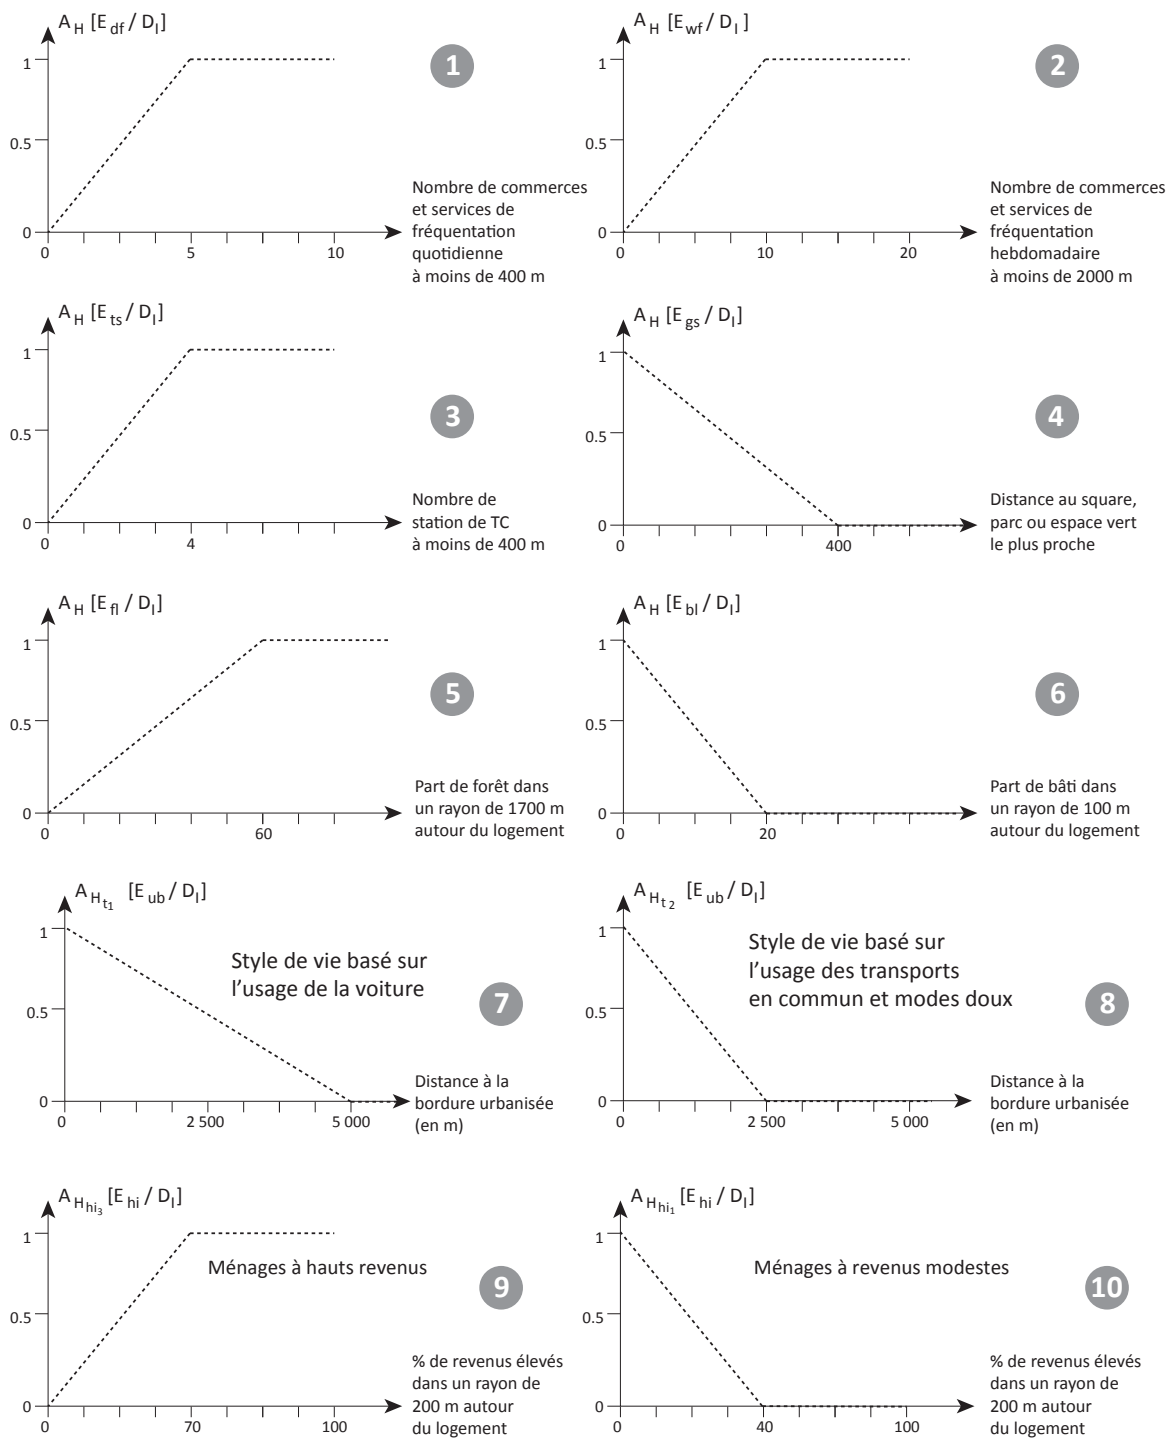 A H [E df / D I]
1
0.5
0
0
5
10
1
Nombre de commerces
et services de
fréquentation
quotidienne
à moins de 400 m
A H [E wf / D I ]
1
0.5
0
0
10
20
2
Nombre de commerces
et services de
fréquentation
hebdomadaire
à moins de 2000 m
A H [E ts / D I]
1
0.5
0
0
4
3
Nombre de
station de TC
à moins de 400 m
A H [E gs / D I]
1
0.5
0
0
400
4
Distance au square,
parc ou espace vert
le plus proche
A H [E fl / D I]
1
0.5
0
0
60
5
Part de forêt dans
un rayon de 1700 m
autour du logement
A H [E bl / D I]
1
0.5
0
0
20
6
Part de bâti dans
un rayon de 100 m
autour du logement
A H t1 [E ub / D I]
1
0.5
0
0
2 500
5 000
Style de vie basé sur
l'usage de la voiture
7
Distance à la
bordure urbanisée
(en m)
A H t 2 [E ub / D I]
1
0.5
0
0
2 500
5 000
Style de vie basé sur
l'usage des transports
en commun et modes doux
8
Distance à la
bordure urbanisée
(en m)
A H hi3 [E hi / D I]
1
0.5
0
0
70
100
Ménages à hauts revenus
9
% de revenus élevés
dans un rayon de
200 m autour
du logement
A H hi1 [E hi / D I]
1
0.5
0
0
40
100
Ménages à revenus modestes
10
% de revenus élevés
dans un rayon de
200 m autour
du logement